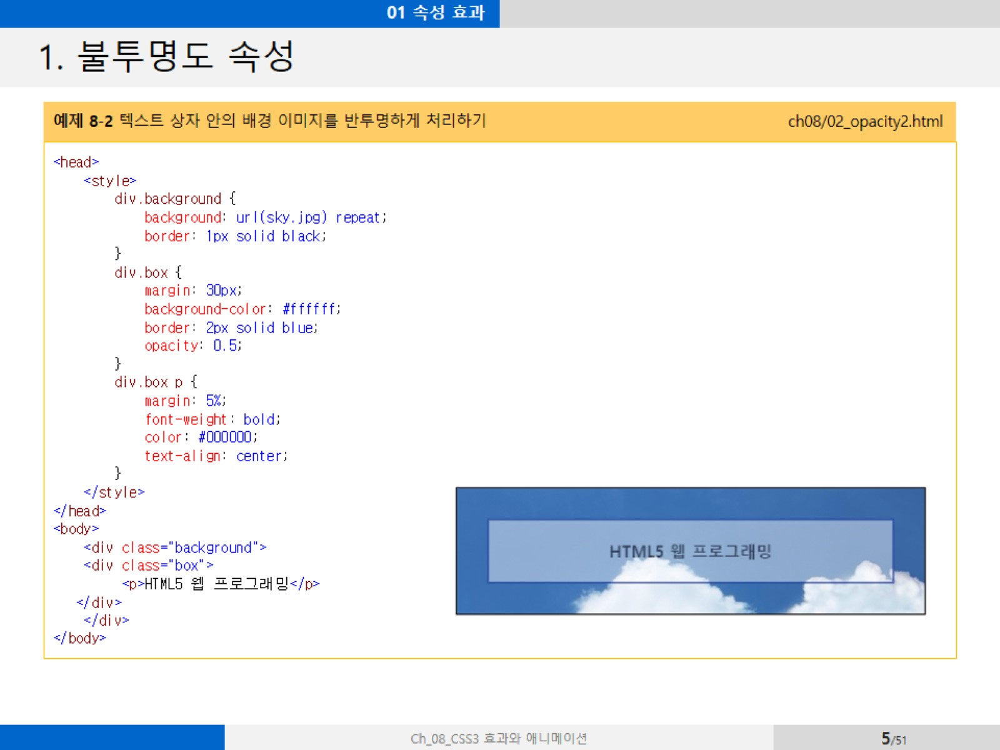 01 속성 효과
1. 불투명도 속성
예제 8-2 텍스트 상자 안의 배경 이미지를 반투명하게 처리하기 ch08/02_opacity2.html
<head>
    <style>
        div.background {
            background: url(sky.jpg) repeat;
            border: 1px solid black;
        }
        div.box {
            margin: 30px;
            background-color: #ffffff;
            border: 2px solid blue;
            opacity: 0.5;
        }
        div.box p {
            margin: 5%;
            font-weight: bold;
            color: #000000;
            text-align: center;
        }
    </style>
</head>
<body>
    <div class="background">
    <div class="box">
         <p>HTML5 웹 프로그래밍</p>
   </div>
    </div>
</body>
HTML5 웹 프로그래밍
Ch_08_CSS3 효과와 애니메이션
5/51